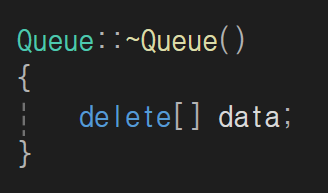 Queue::~Queue()
{
    delete[] data;
}